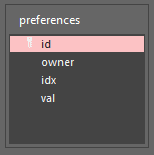 preferences
id
owner
idx
val